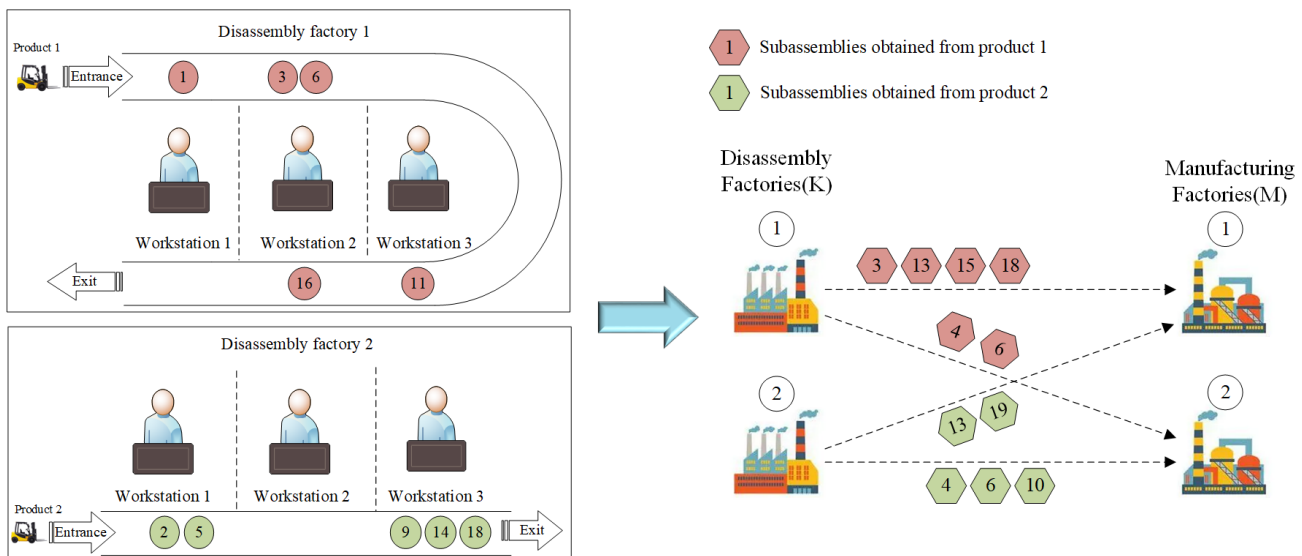 Disassembly factory 1
Product 1
Entrance
1
3 6
Workstation 1 Workstation 2 Workstation 3
Exit
16 11
Disassembly factory 2
Workstation 1 Workstation 2 Workstation 3
Product 2
Entrance
2 5
9 14 18
Exit
1 Subassemblies obtained from product 1
1 Subassemblies obtained from product 2
Disassembly
Factories(K)
Manufacturing
Factories(M)
1
1
3 13 15 18
4 6
2
2
13 19
4 6 10